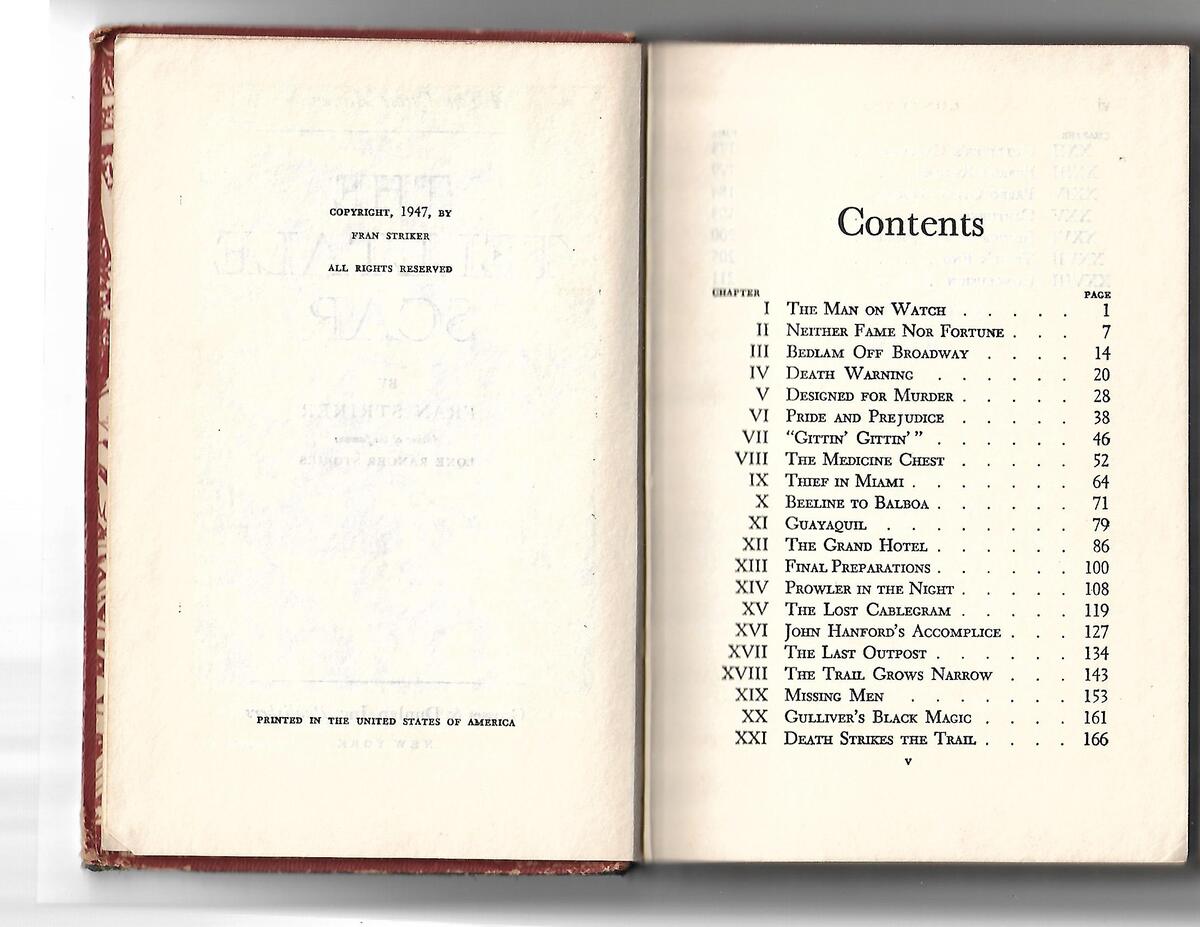 COPYRIGHT, 1947, BY
FRAN STRIKER
ALL RIGHTS RESERVED
PRINTED IN THE UNITED STATES OF AMERICA
Contents
CHAPTER PAGE
I THE MAN ON WATCH . . . . . 1
II NEITHER FAME NOR FORTUNE . . . 7
III BEDLAM OFF BROADWAY . . . . 14
IV DEATH WARNING . . . . . . 20
V DESIGNED FOR MURDER . . . . . 28
VI PRIDE AND PREJUDICE . . . . . 38
VII “GITTIN’ GITTIN’” . . . . . . 46
VIII THE MEDICINE CHEST . . . . . 52
IX THIEF IN MIAMI . . . . . . . 64
X BEELINE TO BALBOA . . . . . . 71
XI GUAYAQUIL . . . . . . . . 79
XII THE GRAND HOTEL . . . . . . 86
XIII FINAL PREPARATIONS . . . . . . 100
XIV PROWLER IN THE NIGHT . . . . . 108
XV THE LOST CABLEGRAM . . . . . 119
XVI JOHN HANFORD’S ACCOMPLICE . . . 127
XVII THE LAST OUTPOST . . . . . . 134
XVIII THE TRAIL GROWS NARROW . . . 143
XIX MISSING MEN . . . . . . . 153
XX GULLIVER’S BLACK MAGIC . . . . 161
XXI DEATH STRIKES THE TRAIL . . . . 166
v